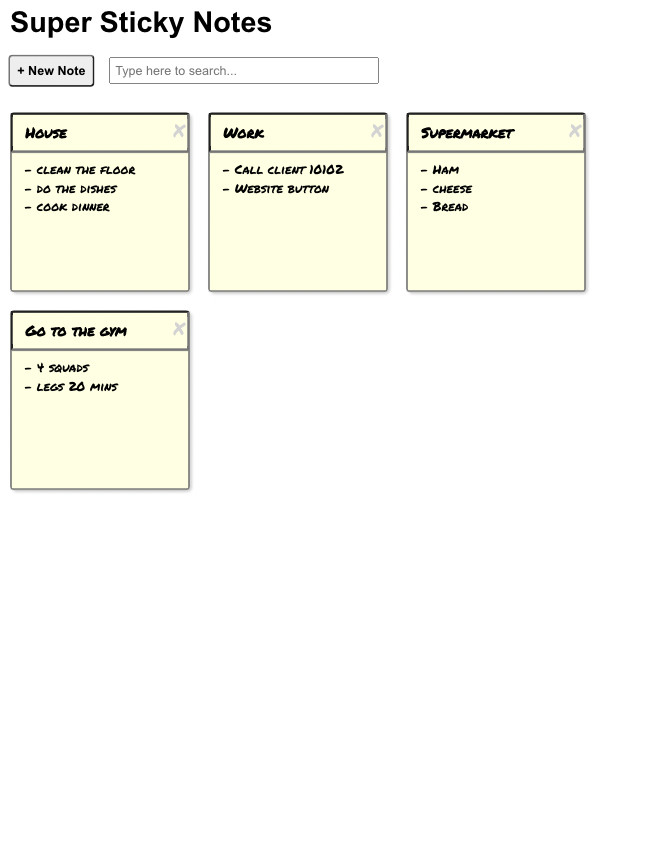 Super Sticky Notes
+ New Note
Type here to search...
House
- clean the floor
- do the dishes
- cook dinner
Work
- Call client 10102
- Website button
Supermarket
- Ham
- cheese
- Bread
Go to the gym
- 4 squads
- legs 20 mins